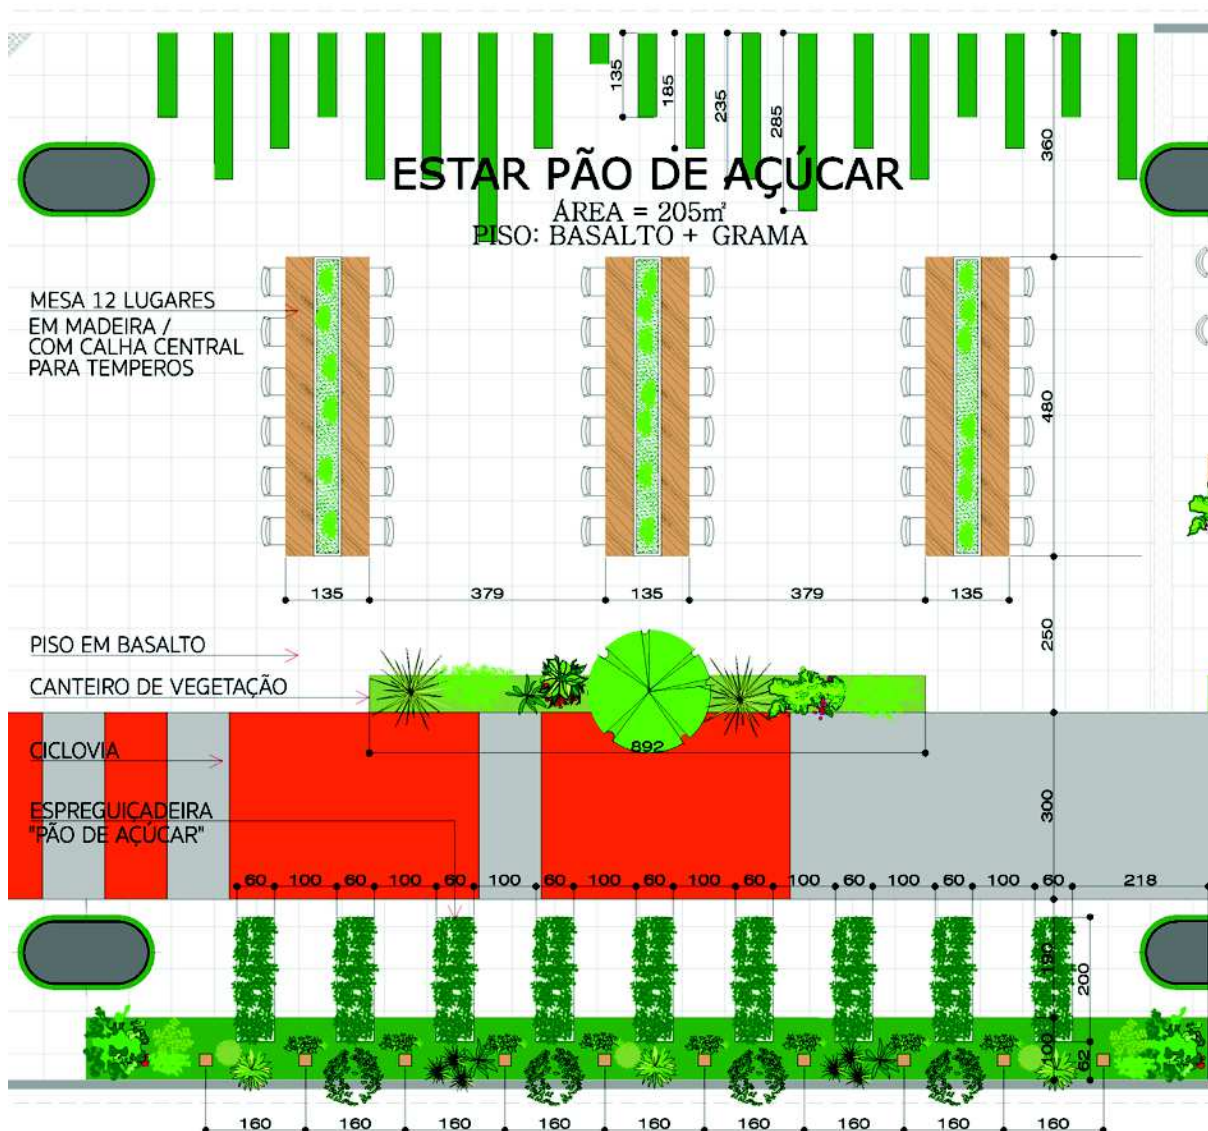 135
185
235
285
360
ESTAR PÃO DE AÇÚCAR
ÁREA = 205m²
PISO: BASALTO + GRAMA
MESA 12 LUGARES
EM MADEIRA /
COM CALHA CENTRAL
PARA TEMPEROS
480
135 379 135 379 135
250
PISO EM BASALTO
CANTEIRO DE VEGETAÇÃO
892
CICLOVIA
300
ESPREGUIÇADEIRA
"PÃO DE AÇÚCAR"
60 100 60 100 60 100 60 100 60 100 60 100 60 100 60 100 60 218
190
200
100
62
160 160 160 160 160 160 160 160 160